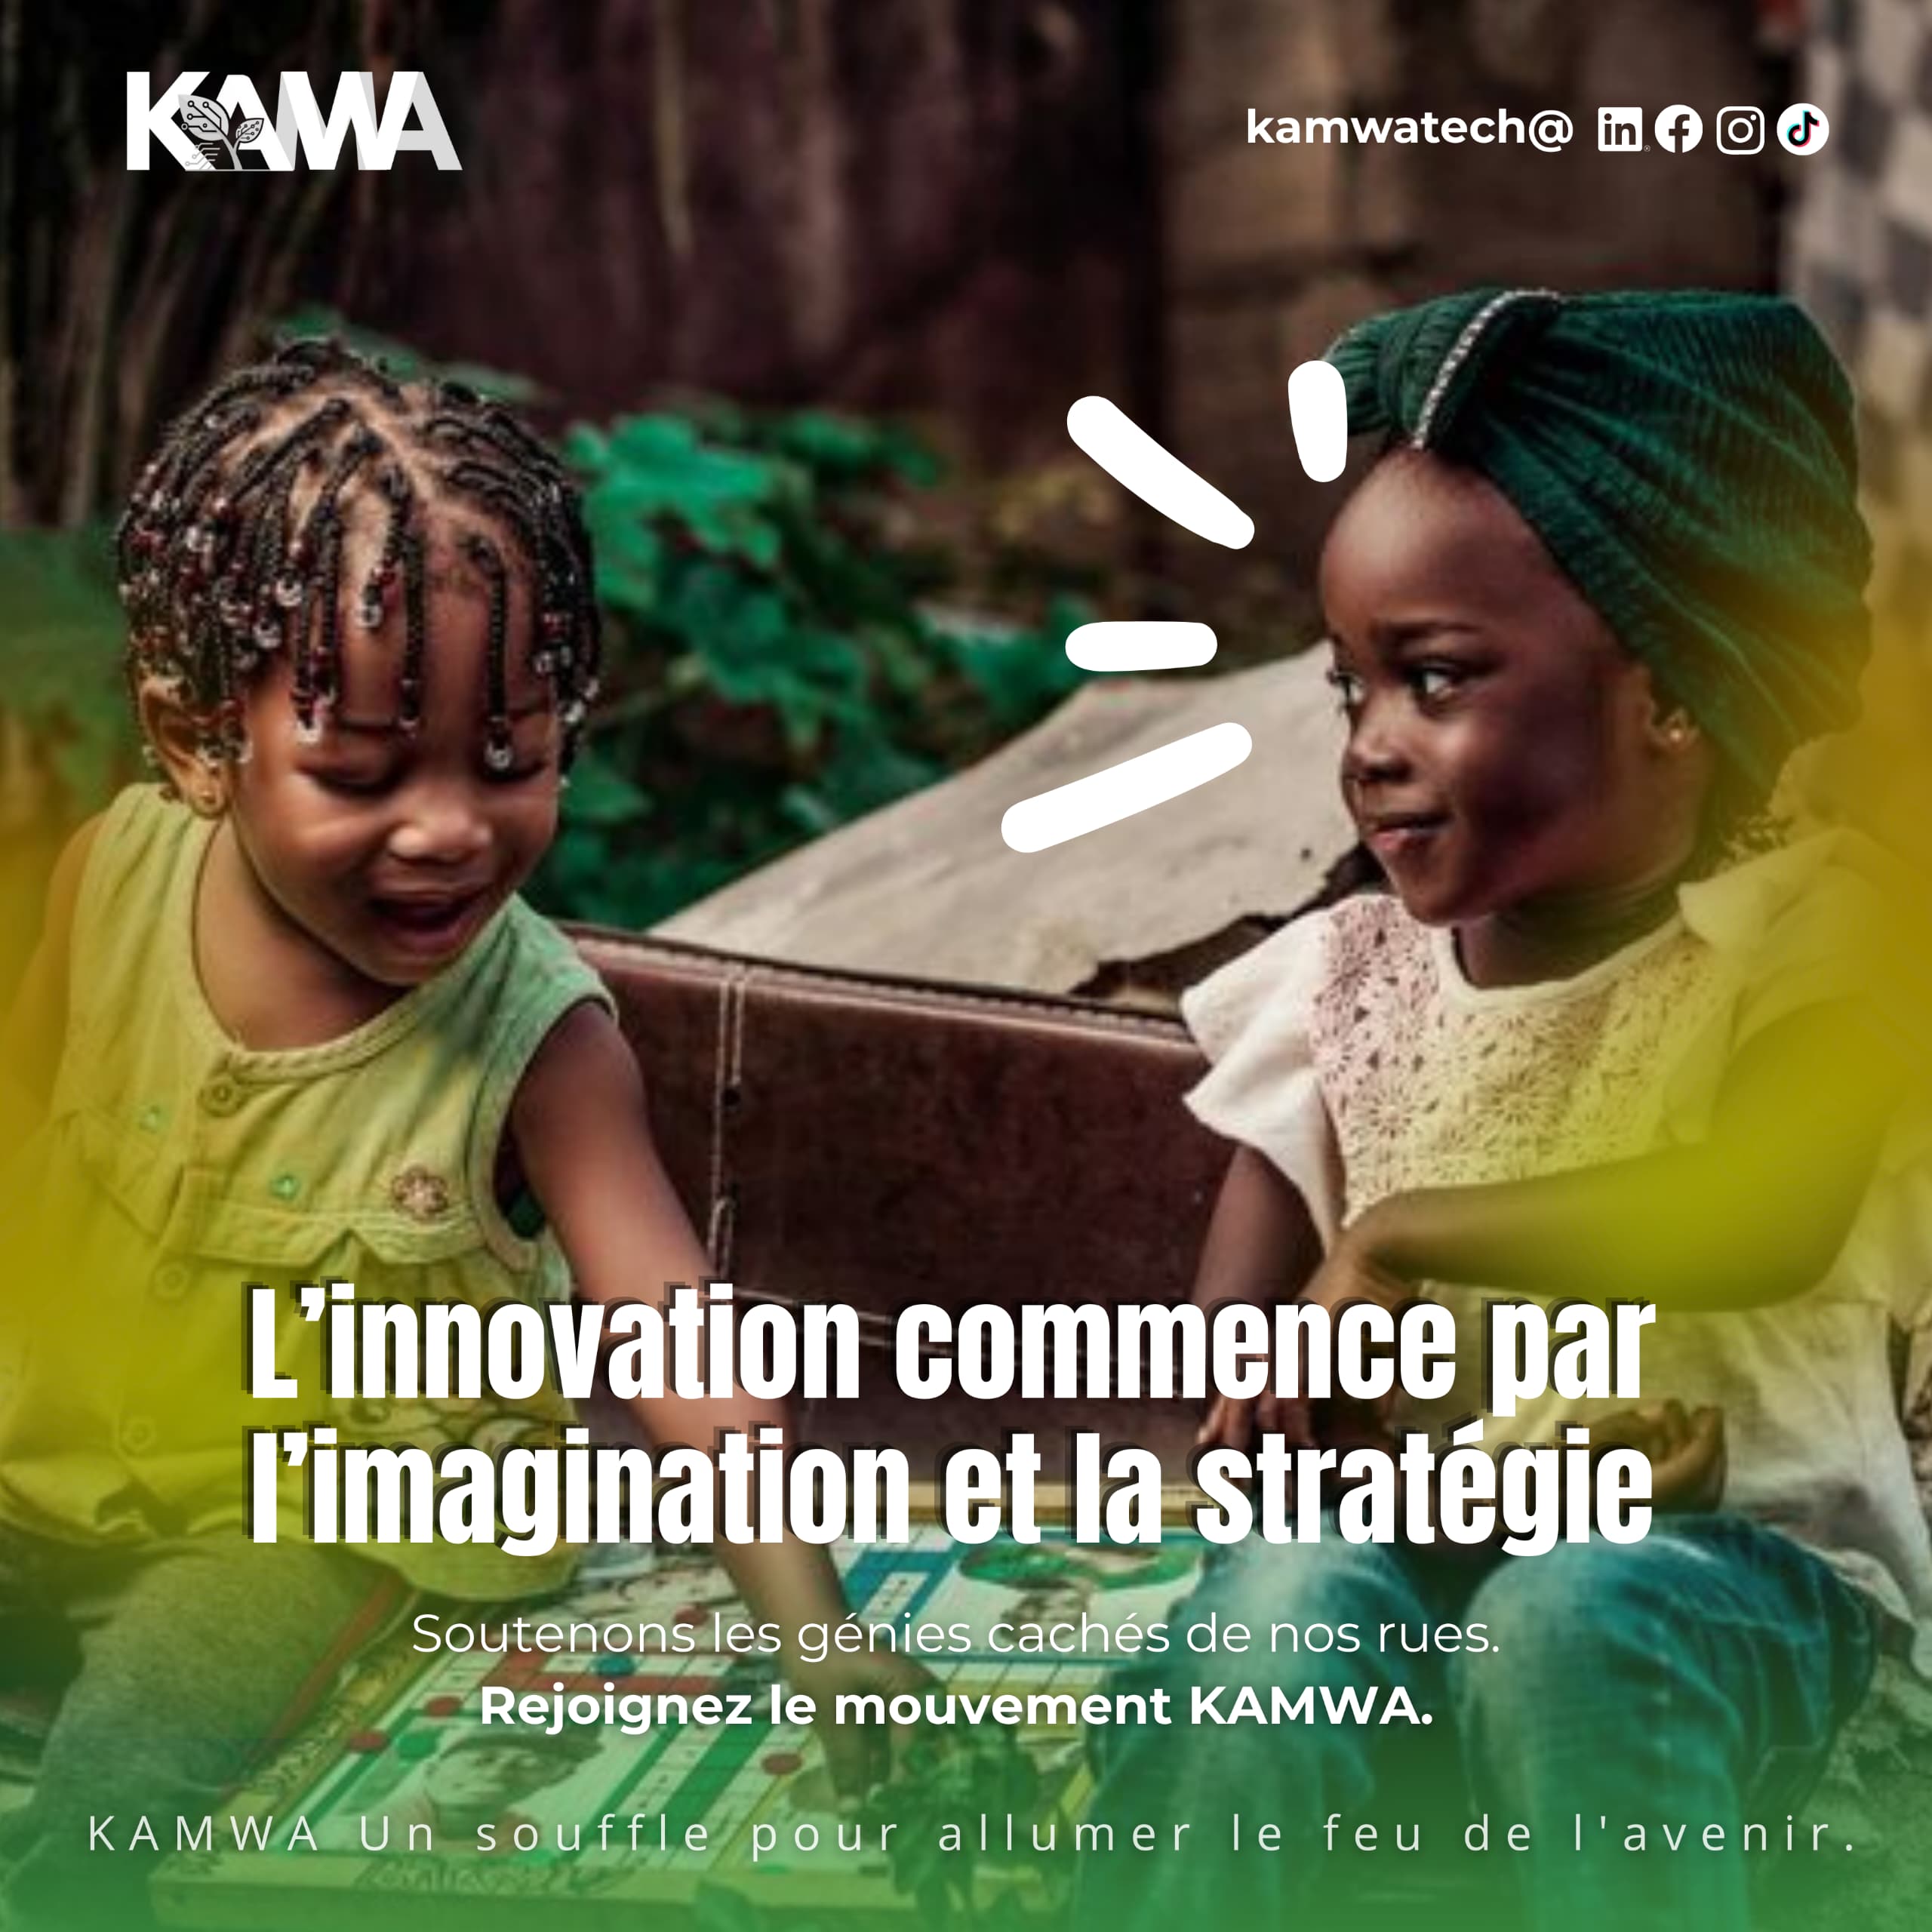 KAMWA
kamwatech@
L'innovation commence par
l'imagination et la stratégie
Soutenons les génies cachés de nos rues.
Rejoignez le mouvement KAMWA.
KAMWA Un souffle pour allumer le feu de l'avenir.